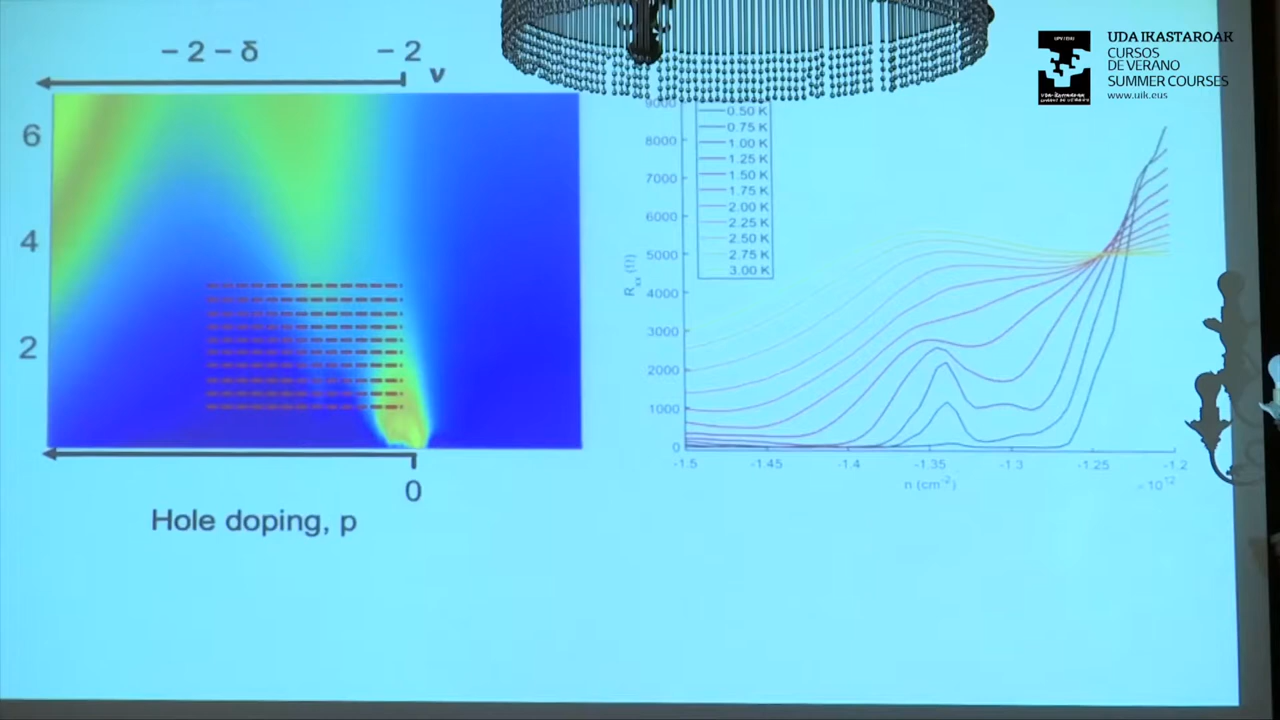 − 2 − δ
− 2
ν
6
4
2
0
Hole doping, p
9000
8000
7000
6000
5000
4000
3000
2000
1000
0
0.50 K
0.75 K
1.00 K
1.25 K
1.50 K
1.75 K
2.00 K
2.25 K
2.50 K
2.75 K
3.00 K
-1.5
-1.45
-1.4
-1.35
-1.3
-1.25
-1.2
n (cm⁻²)
UDA IKASTAROAK
CURSOS
DE VERANO
SUMMER COURSES
www.uik.eus